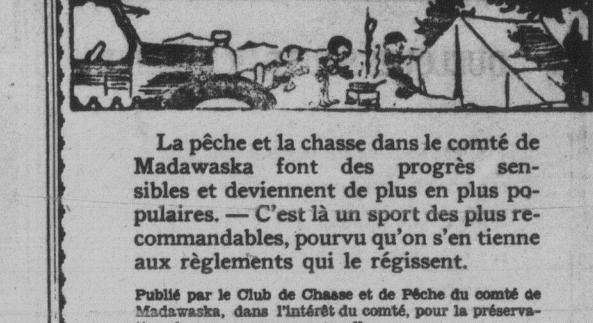 La pêche et la chasse dans le comté de
Madawaska font des progrès sen-
sibles et deviennent de plus en plus po-
pulaires. — C'est là un sport des plus re-
commandables, pourvu qu'on s'en tienne
aux règlements qui le régissent.
Publié par le Club de Chasse et de Pêche du comté de
Madawaska, dans l'intérêt du comté, pour la préserva-